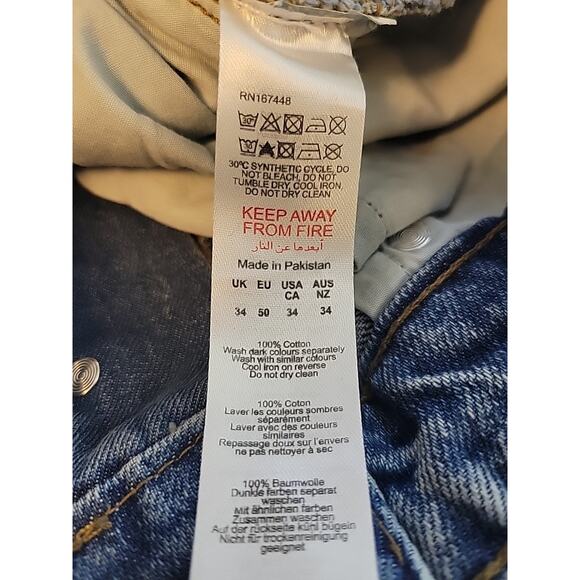 RN167448
30°C SYNTHETIC CYCLE, DO
NOT BLEACH, DO NOT
TUMBLE DRY, COOL IRON,
DO NOT DRY CLEAN
KEEP AWAY
FROM FIRE
أبعدها عن النار
Made in Pakistan
UK EU USA AUS
CA NZ
34 50 34 34
100% Cotton
Wash dark colours separately
Wash with similar colours
Cool iron on reverse
Do not dry clean
100% Coton
Laver les couleurs sombres
séparément
Laver avec des couleurs
similaires
Repassage doux sur l'envers
ne pas nettoyer à sec
100% Baumwolle
Dunkle farben separat
waschen
Mit ähnlichen farben
Zusammen waschen
Auf der rückseite kühl bügeln
Nicht für trockenreinigung
geeignet